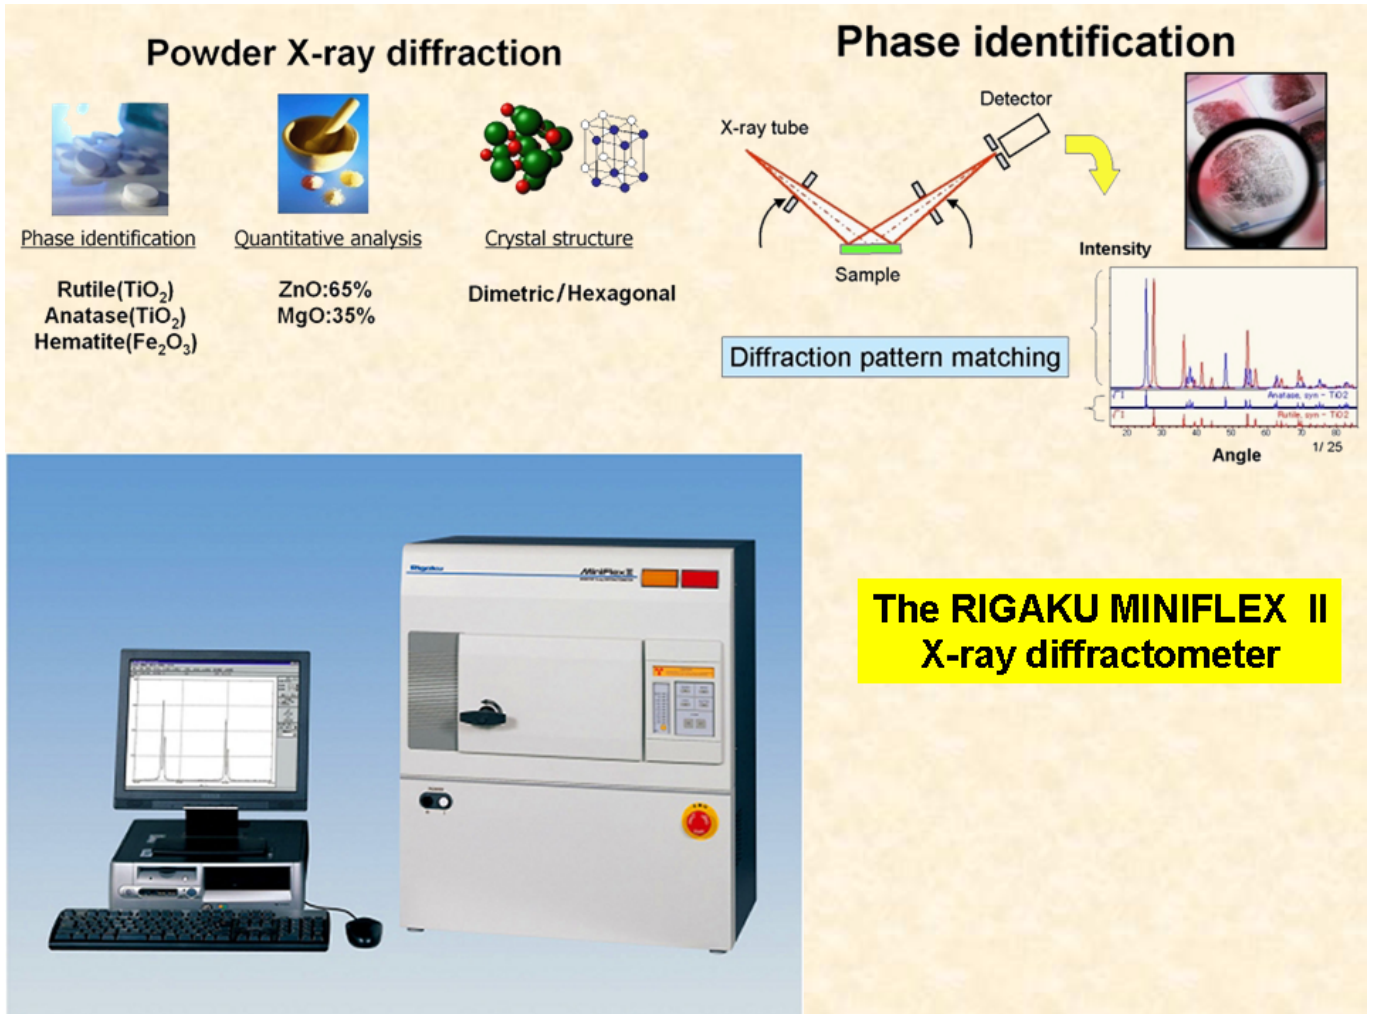 Powder X-ray diffraction
Phase identification
Quantitative analysis
Crystal structure
Rutile(TiO₂)
Anatase(TiO₂)
Hematite(Fe₂O₃)
ZnO:65%
MgO:35%
Dimetric/Hexagonal
Phase identification
X-ray tube
Detector
Sample
Diffraction pattern matching
Intensity
√I
Anatase, syn - TiO2
√I
Rutile, syn - TiO2
20 30 40 50 60 70 80
Angle
1/ 25
Rigaku
MiniFlex II
The RIGAKU MINIFLEX II
X-ray diffractometer